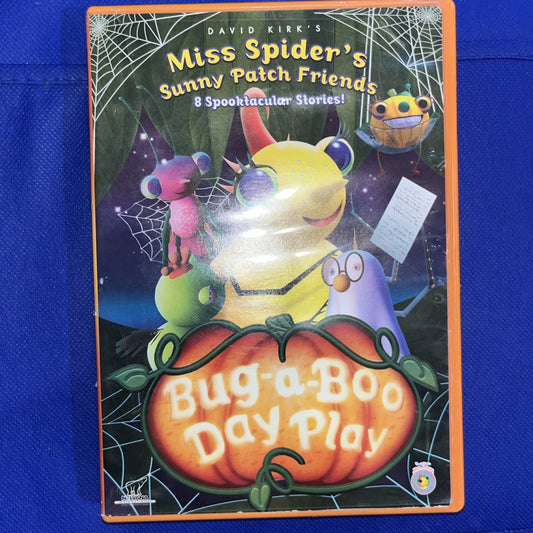 DAVID KIRK'S
Miss Spider's
Sunny Patch Friends
8 Spooktacular Stories!
Bug-a-Boo
Day Play